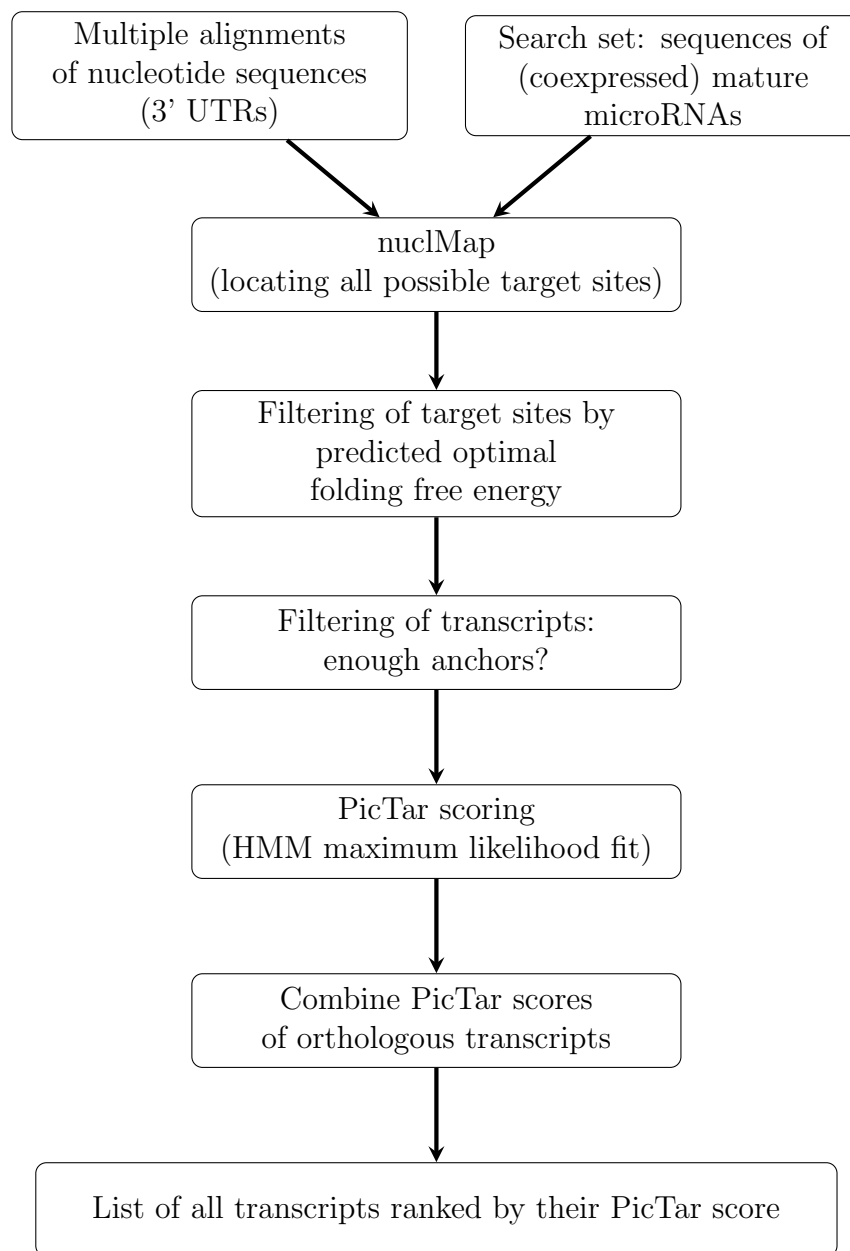 Multiple alignments
of nucleotide sequences
(3' UTRs)
Search set: sequences of
(coexpressed) mature
microRNAs
nuclMap
(locating all possible target sites)
Filtering of target sites by
predicted optimal
folding free energy
Filtering of transcripts:
enough anchors?
PicTar scoring
(HMM maximum likelihood fit)
Combine PicTar scores
of orthologous transcripts
List of all transcripts ranked by their PicTar score